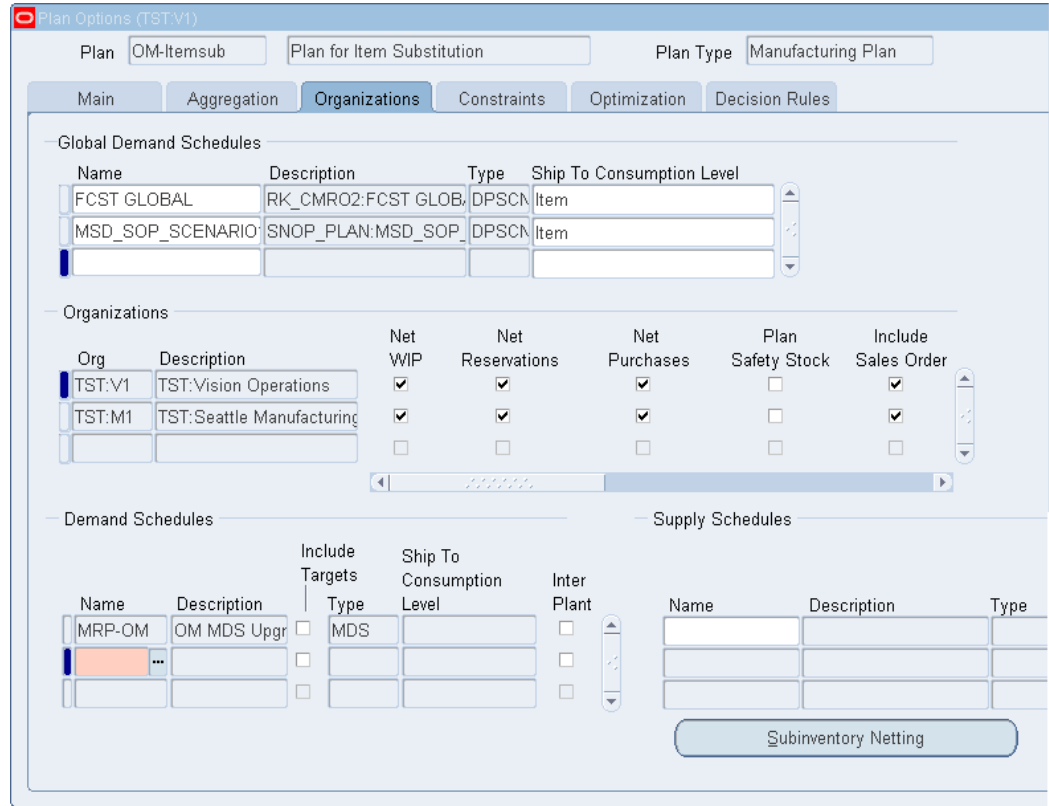 Plan Options (TST:V1)
Plan OM-Itemsub Plan for Item Substitution Plan Type Manufacturing Plan
Main Aggregation Organizations Constraints Optimization Decision Rules
Global Demand Schedules
Name Description Type Ship To Consumption Level
FCST GLOBAL RK_CMRO2:FCST GLOB DPSCN Item
MSD_SOP_SCENARIO SNOP_PLAN:MSD_SOP_ DPSCN Item
Organizations
Net Net Net Plan Include
Org Description WIP Reservations Purchases Safety Stock Sales Order
TST:V1 TST:Vision Operations
TST:M1 TST:Seattle Manufacturing
Demand Schedules Supply Schedules
Include Ship To
Targets Consumption Inter
Name Description Type Level Plant Name Description Type
MRP-OM OM MDS Upgr MDS
...
Subinventory Netting